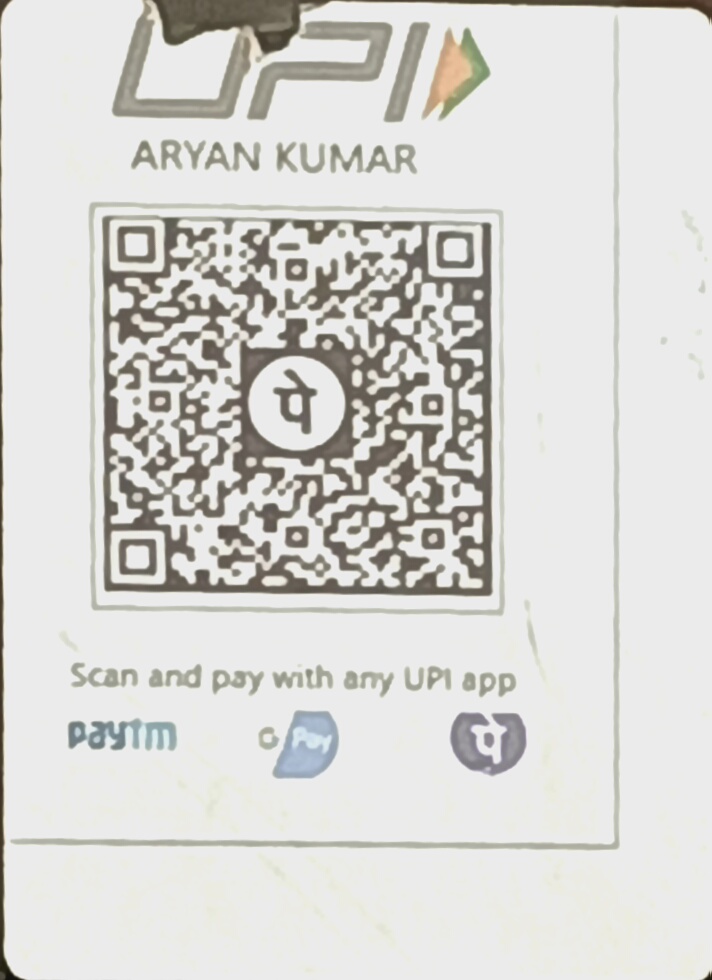 UPI
ARYAN KUMAR
पे
Scan and pay with any UPI app
paytm G Pay पे